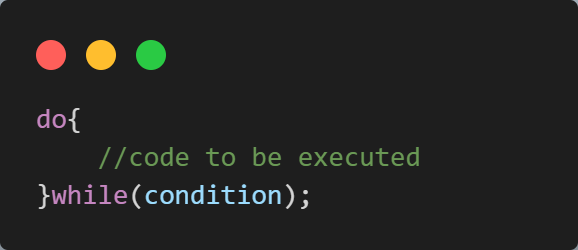 do{
    //code to be executed
}while(condition);